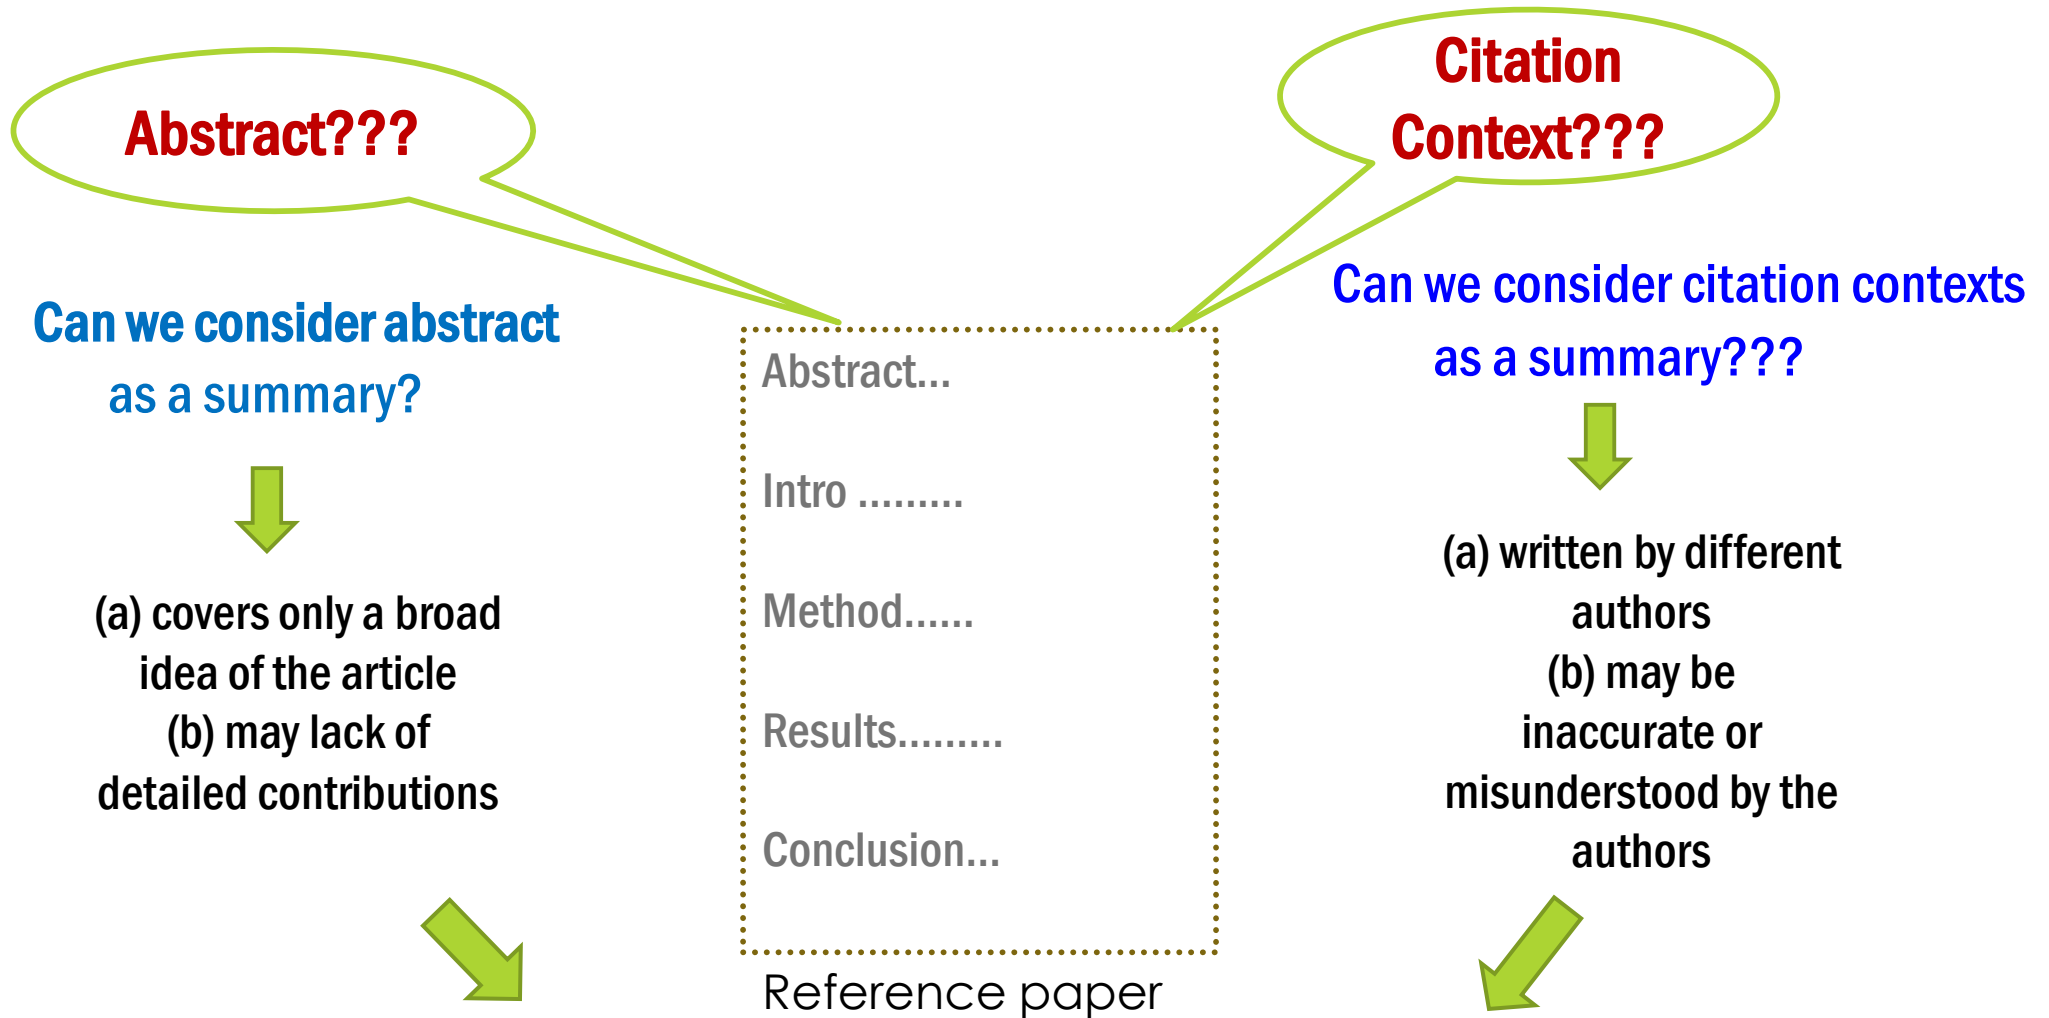 Abstract???
Citation
Context???
Can we consider abstract
as a summary?
(a) covers only a broad
idea of the article
(b) may lack of
detailed contributions
Abstract...
Intro .........
Method......
Results.........
Conclusion...
Reference paper
Can we consider citation contexts
as a summary???
(a) written by different
authors
(b) may be
inaccurate or
misunderstood by the
authors